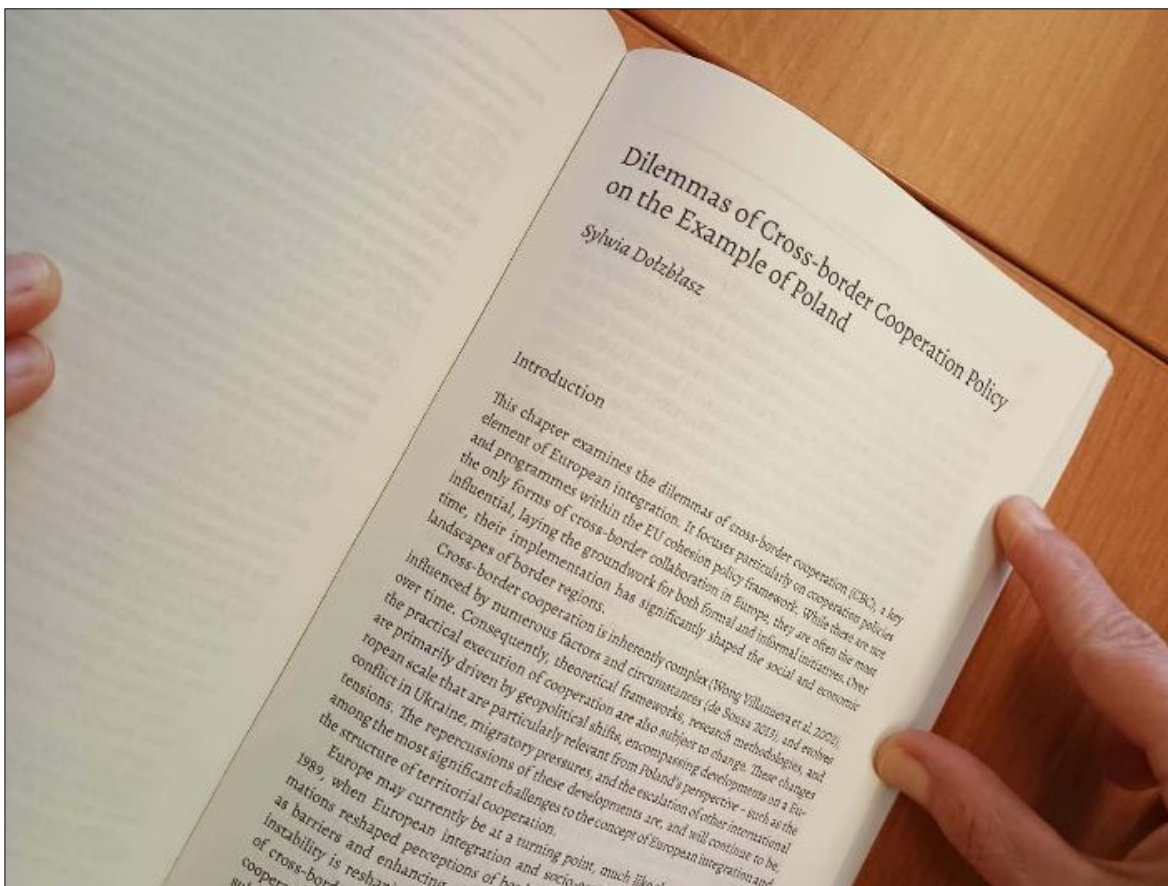 Dilemmas of Cross-border Cooperation Policy
on the Example of Poland
Sylwia Dołzbłasz
Introduction
This chapter examines the dilemmas of cross-border cooperation (CBC), a key
element of European integration. It focuses particularly on cooperation policies
and programmes within the EU cohesion policy framework. While these are not
the only forms of cross-border collaboration in Europe, they are often the most
influential, laying the groundwork for both formal and informal initiatives. Over
time, their implementation has significantly shaped the social and economic
landscapes of border regions.
Cross-border cooperation is inherently complex (Wong Villanueva et al. 2020),
influenced by numerous factors and circumstances (de Sousa 2013), and evolves
over time. Consequently, theoretical frameworks, research methodologies, and
the practical execution of cooperation are also subject to change. These changes
are primarily driven by geopolitical shifts, encompassing developments on a Eu-
ropean scale that are particularly relevant from Poland's perspective – such as the
conflict in Ukraine, migratory pressures, and the escalation of other international
tensions. The repercussions of these developments are, and will continue to be,
among the most significant challenges to the concept of European integration and
the structure of territorial cooperation.
Europe may currently be at a turning point, much like
1989, when European integration and
mations reshaped perceptions of
as barriers and enhancing
instability is
of